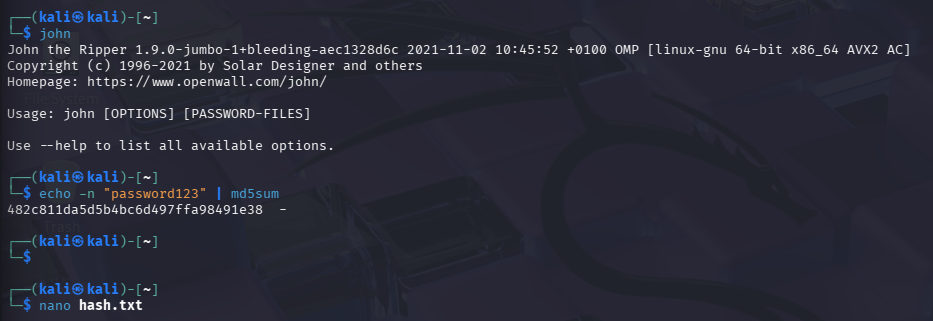 ┌──(kali㉿kali)-[~]
└─$ john
John the Ripper 1.9.0-jumbo-1+bleeding-aec1328d6c 2021-11-02 10:45:52 +0100 OMP [linux-gnu 64-bit x86_64 AVX2 AC]
Copyright (c) 1996-2021 by Solar Designer and others
Homepage: https://www.openwall.com/john/
Usage: john [OPTIONS] [PASSWORD-FILES]
Use --help to list all available options.
┌──(kali㉿kali)-[~]
└─$ echo -n "password123" | md5sum
482c811da5d5b4bc6d497ffa98491e38  -
┌──(kali㉿kali)-[~]
└─$
┌──(kali㉿kali)-[~]
└─$ nano hash.txt